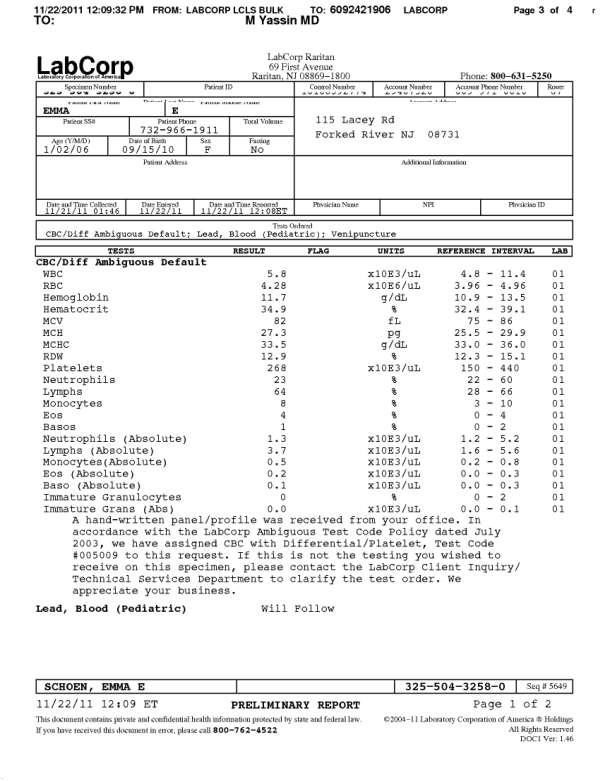 11/22/2011 12:09:32 PM FROM: LABCORP LCLS BULK TO: 6092421906 LABCORP Page 3 of 4
TO: M Yassin MD
LabCorp
Laboratory Corporation of America
LabCorp Raritan
69 First Avenue
Raritan, NJ 08869-1800
Phone: 800-631-5250
Specimen Number Patient ID Control Number Account Number Account Phone Number Route
EMMA E
Patient SS# Patient Phone Total Volume
732-966-1911
115 Lacey Rd
Forked River NJ 08731
Age (Y/M/D) Date of Birth Sex Fasting
1/02/06 09/15/10 F No
Patient Address Additional Information
Date and Time Collected Date Entered Date and Time Reported Physician Name NPI Physician ID
11/21/11 01:46 11/22/11 11/22/11 12:08ET
Tests Ordered
CBC/Diff Ambiguous Default; Lead, Blood (Pediatric); Venipuncture
TESTS RESULT FLAG UNITS REFERENCE INTERVAL LAB
CBC/Diff Ambiguous Default
WBC 5.8 x10E3/uL 4.8 - 11.4 01
RBC 4.28 x10E6/uL 3.96 - 4.96 01
Hemoglobin 11.7 g/dL 10.9 - 13.5 01
Hematocrit 34.9 % 32.4 - 39.1 01
MCV 82 fL 75 - 86 01
MCH 27.3 pg 25.5 - 29.9 01
MCHC 33.5 g/dL 33.0 - 36.0 01
RDW 12.9 % 12.3 - 15.1 01
Platelets 268 x10E3/uL 150 - 440 01
Neutrophils 23 % 22 - 60 01
Lymphs 64 % 28 - 66 01
Monocytes 8 % 3 - 10 01
Eos 4 % 0 - 4 01
Basos 1 % 0 - 2 01
Neutrophils (Absolute) 1.3 x10E3/uL 1.2 - 5.2 01
Lymphs (Absolute) 3.7 x10E3/uL 1.6 - 5.6 01
Monocytes(Absolute) 0.5 x10E3/uL 0.2 - 0.8 01
Eos (Absolute) 0.2 x10E3/uL 0.0 - 0.3 01
Baso (Absolute) 0.1 x10E3/uL 0.0 - 0.3 01
Immature Granulocytes 0 % 0 - 2 01
Immature Grans (Abs) 0.0 x10E3/uL 0.0 - 0.1 01
A hand-written panel/profile was received from your office. In
accordance with the LabCorp Ambiguous Test Code Policy dated July
2003, we have assigned CBC with Differential/Platelet, Test Code
#005009 to this request. If this is not the testing you wished to
receive on this specimen, please contact the LabCorp Client Inquiry/
Technical Services Department to clarify the test order. We
appreciate your business.
Lead, Blood (Pediatric) Will Follow
SCHOEN, EMMA E 325-504-3258-0 Seq # 5649
11/22/11 12:09 ET PRELIMINARY REPORT Page 1 of 2
This document contains private and confidential health information protected by state and federal law.
If you have received this document in error, please call 800-762-4522
©2004-11 Laboratory Corporation of America ® Holdings
All Rights Reserved
DOC1 Ver: 1.46